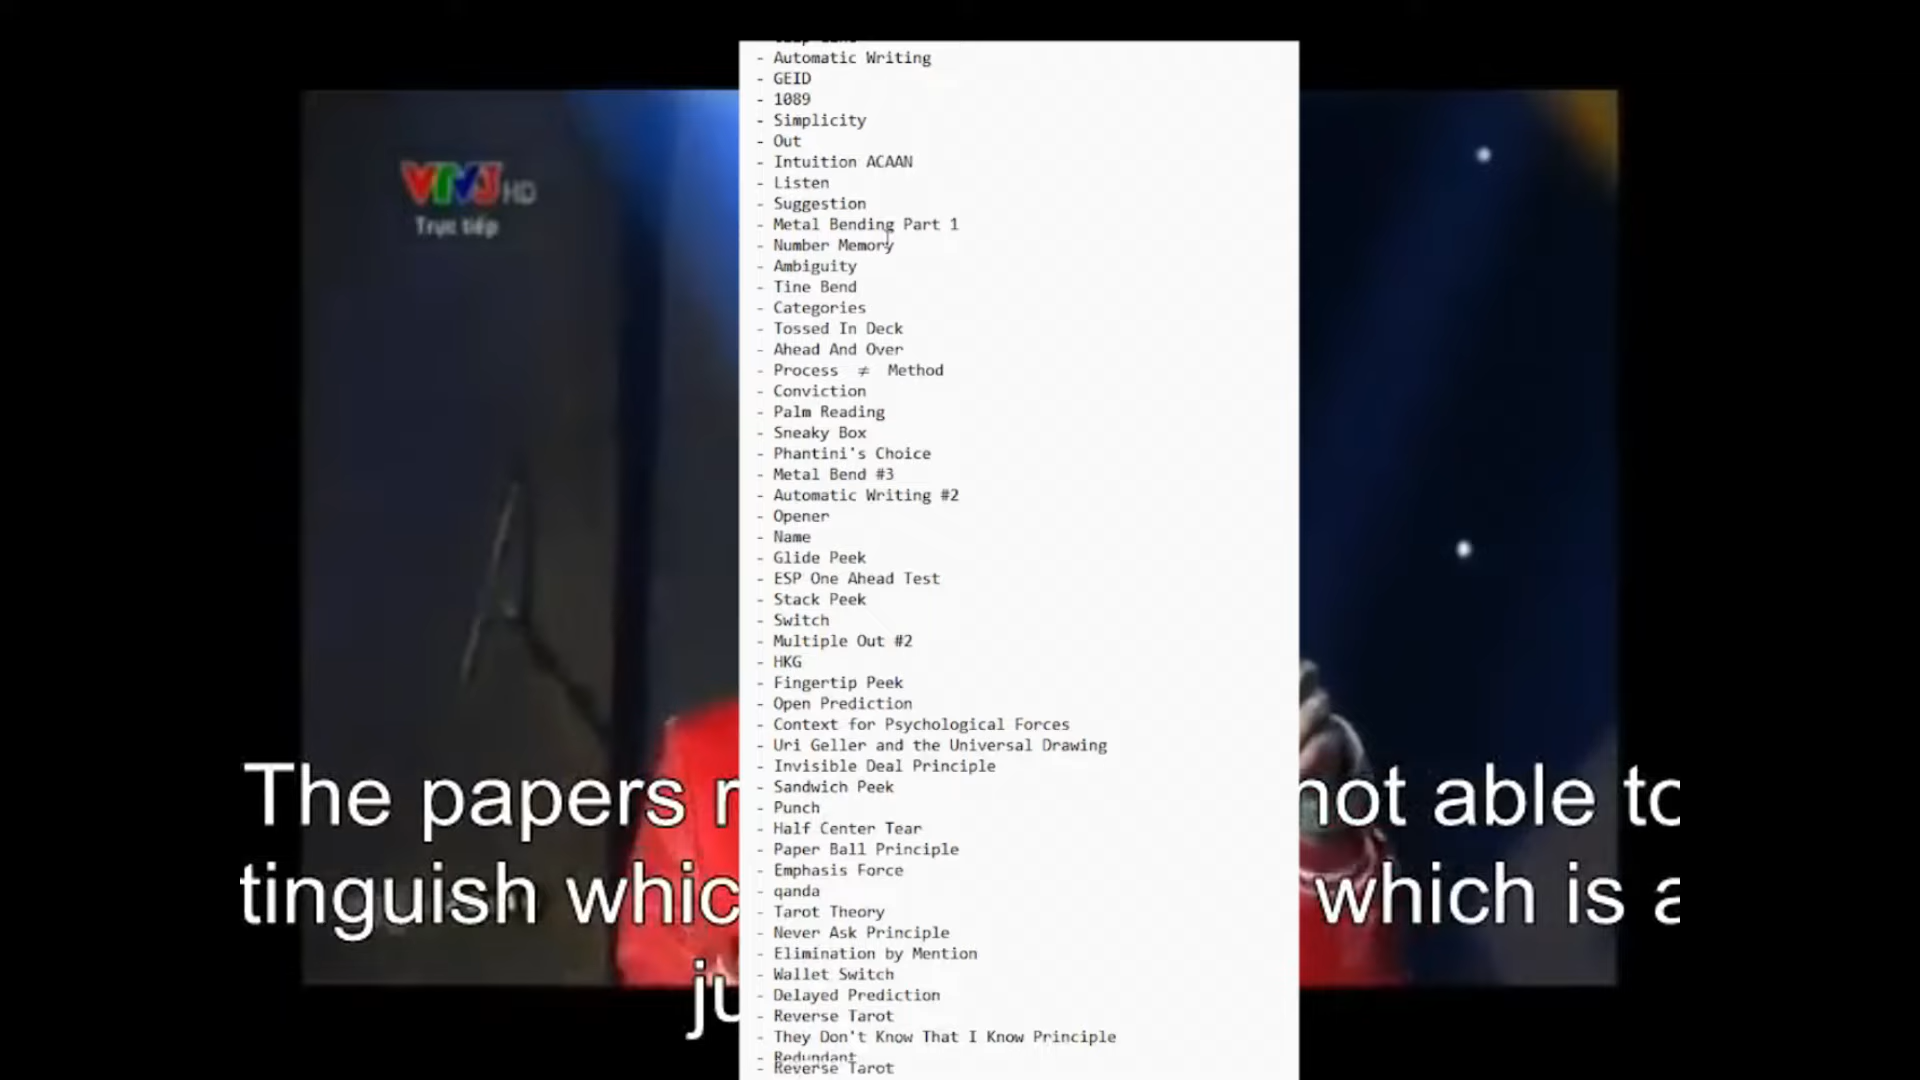 - Automatic Writing
- GEID
- 1089
- Simplicity
- Out
- Intuition ACAAN
- Listen
- Suggestion
- Metal Bending Part 1
- Number Memory
- Ambiguity
- Tine Bend
- Categories
- Tossed In Deck
- Ahead And Over
- Process ≠ Method
- Conviction
- Palm Reading
- Sneaky Box
- Phantini's Choice
- Metal Bend #3
- Automatic Writing #2
- Opener
- Name
- Glide Peek
- ESP One Ahead Test
- Stack Peek
- Switch
- Multiple Out #2
- HKG
- Fingertip Peek
- Open Prediction
- Context for Psychological Forces
- Uri Geller and the Universal Drawing
- Invisible Deal Principle
- Sandwich Peek
- Punch
- Half Center Tear
- Paper Ball Principle
- Emphasis Force
- qanda
- Tarot Theory
- Never Ask Principle
- Elimination by Mention
- Wallet Switch
- Delayed Prediction
- Reverse Tarot
- They Don't Know That I Know Principle
- Redundant
- Reverse Tarot
VTV3 HD
Trực tiếp
The papers not able to
tinguish which is